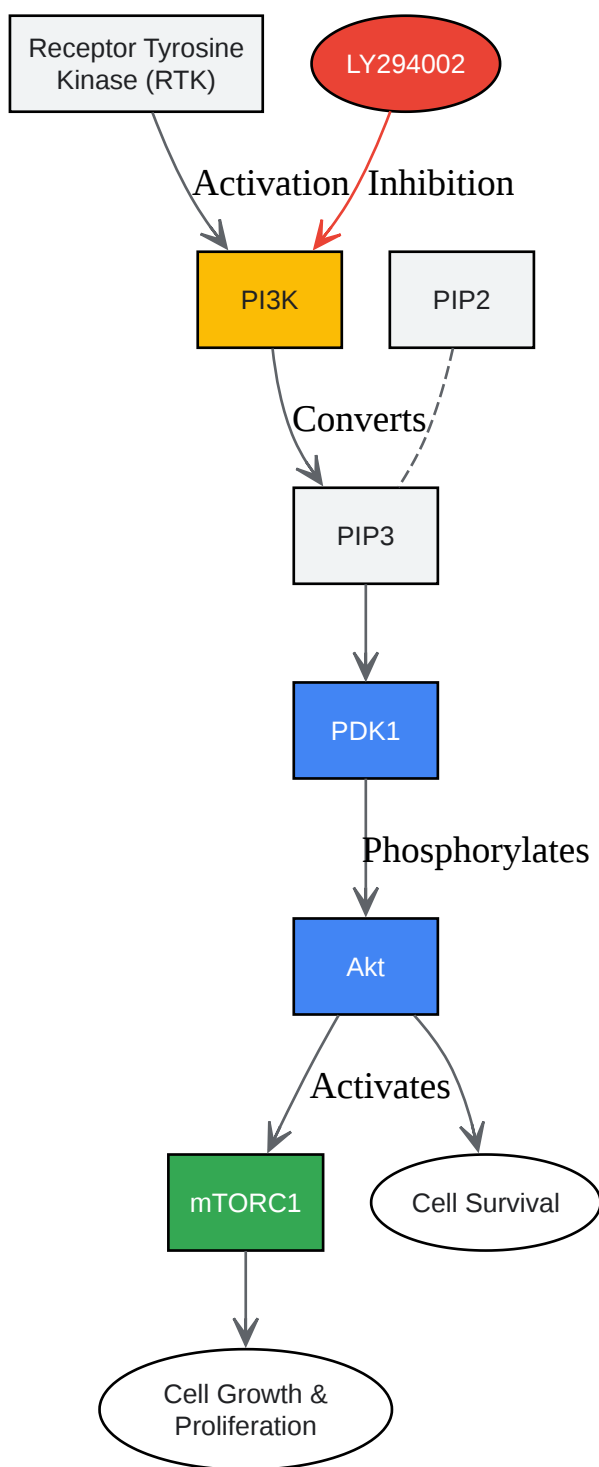 Receptor Tyrosine
Kinase (RTK)
LY294002
Activation
Inhibition
PI3K
PIP2
Converts
PIP3
PDK1
Phosphorylates
Akt
Activates
mTORC1
Cell Survival
Cell Growth &
Proliferation